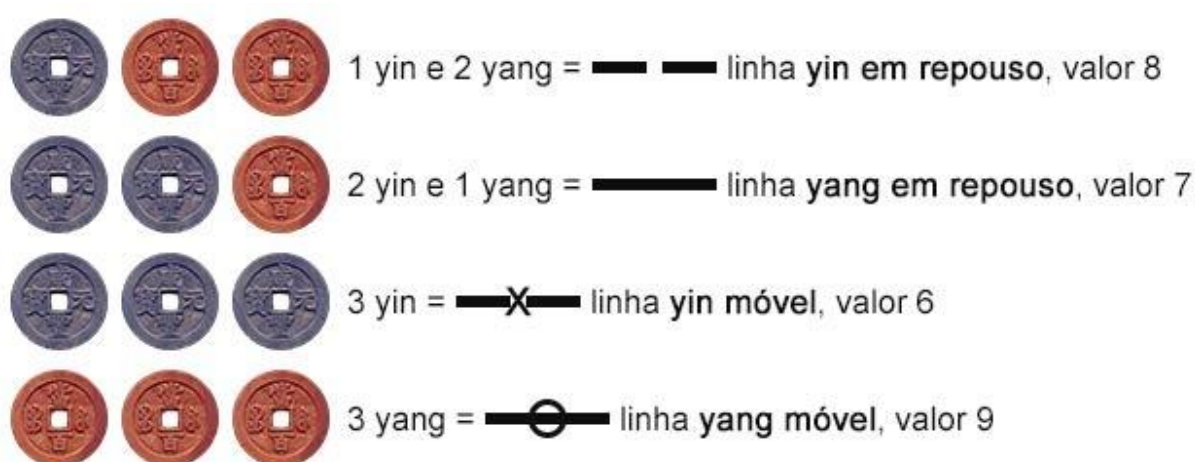 1 yin e 2 yang = linha yin em repouso, valor 8
2 yin e 1 yang = linha yang em repouso, valor 7
3 yin = x linha yin móvel, valor 6
3 yang = linha yang móvel, valor 9